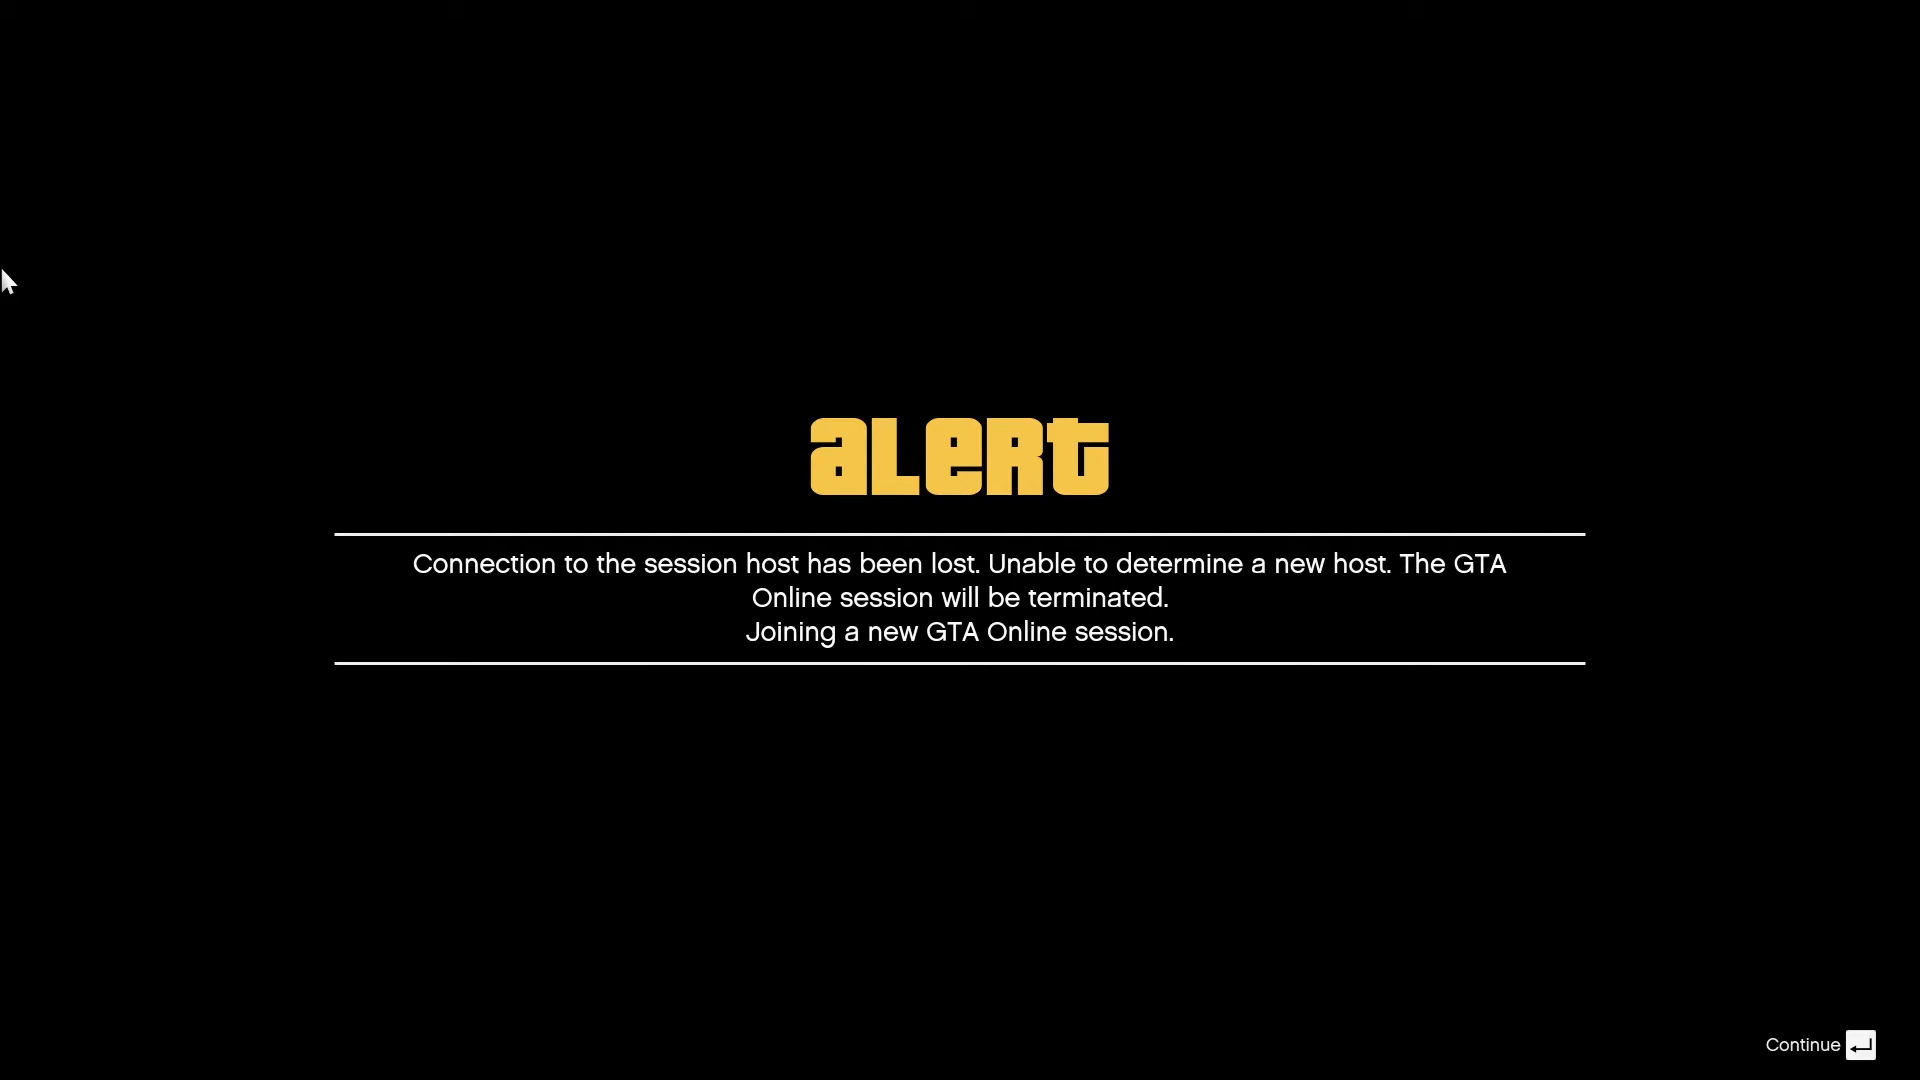 aLeRt
Connection to the session host has been lost. Unable to determine a new host. The GTA
Online session will be terminated.
Joining a new GTA Online session.
Continue